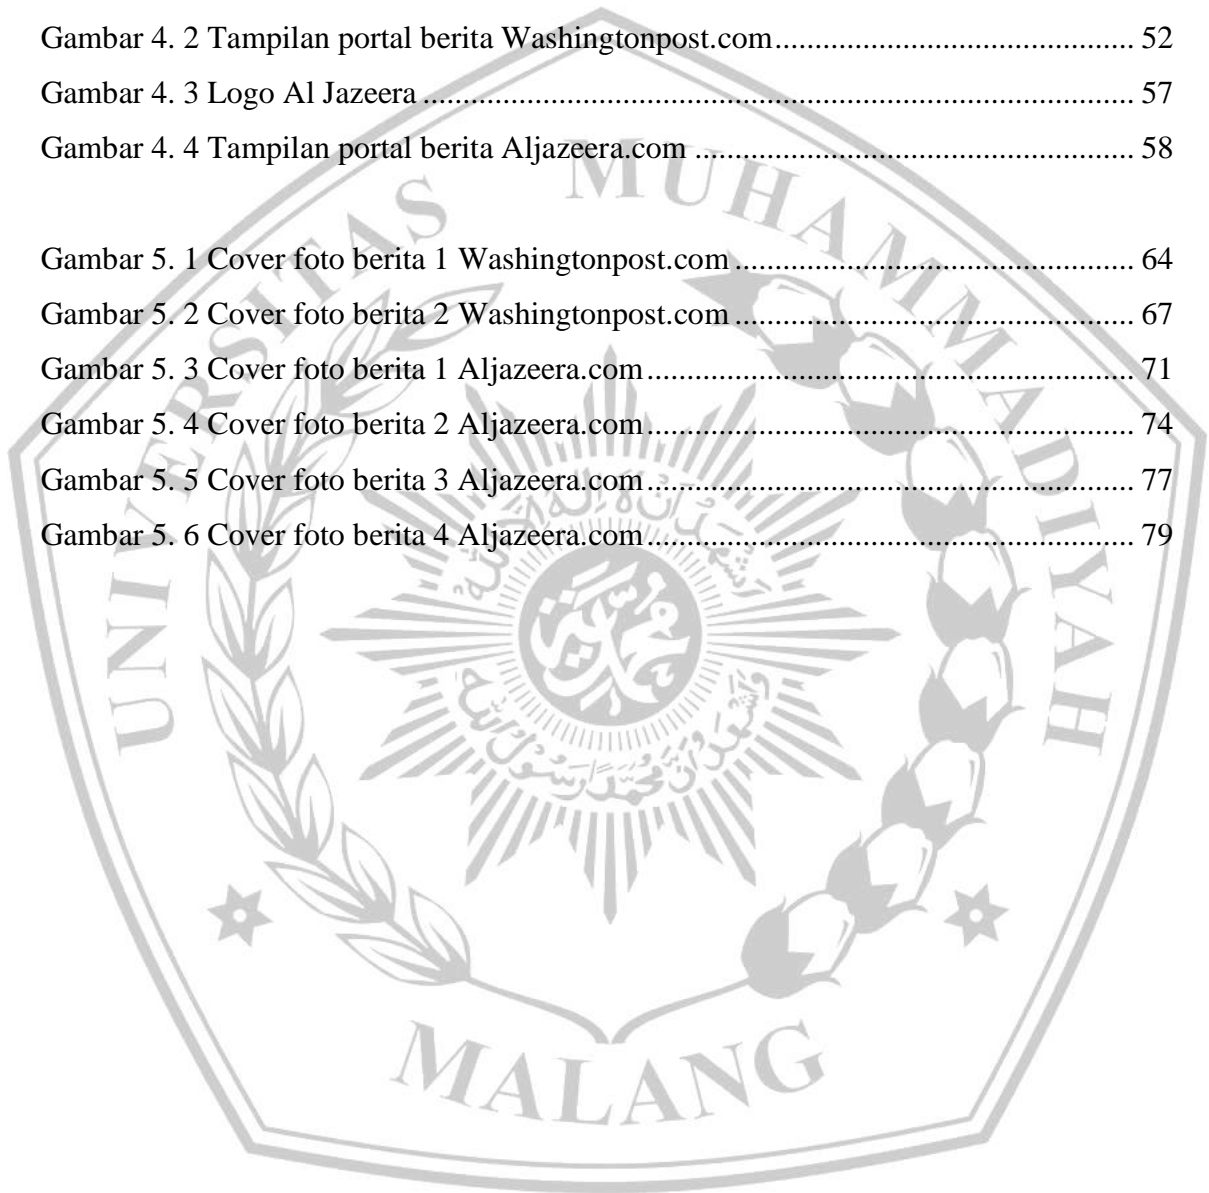 Gambar 4. 2 Tampilan portal berita Washingtonpost.com............................................. 52
Gambar 4. 3 Logo Al Jazeera......................................................................................... 57
Gambar 4. 4 Tampilan portal berita Aljazeera.com ....................................................... 58
Gambar 5. 1 Cover foto berita 1 Washingtonpost.com.................................................. 64
Gambar 5. 2 Cover foto berita 2 Washingtonpost.com.................................................. 67
Gambar 5. 3 Cover foto berita 1 Aljazeera.com............................................................. 71
Gambar 5. 4 Cover foto berita 2 Aljazeera.com............................................................. 74
Gambar 5. 5 Cover foto berita 3 Aljazeera.com............................................................. 77
Gambar 5. 6 Cover foto berita 4 Aljazeera.com............................................................. 79
UNIVERSITAS MUHAMMADIYAH
MALANG